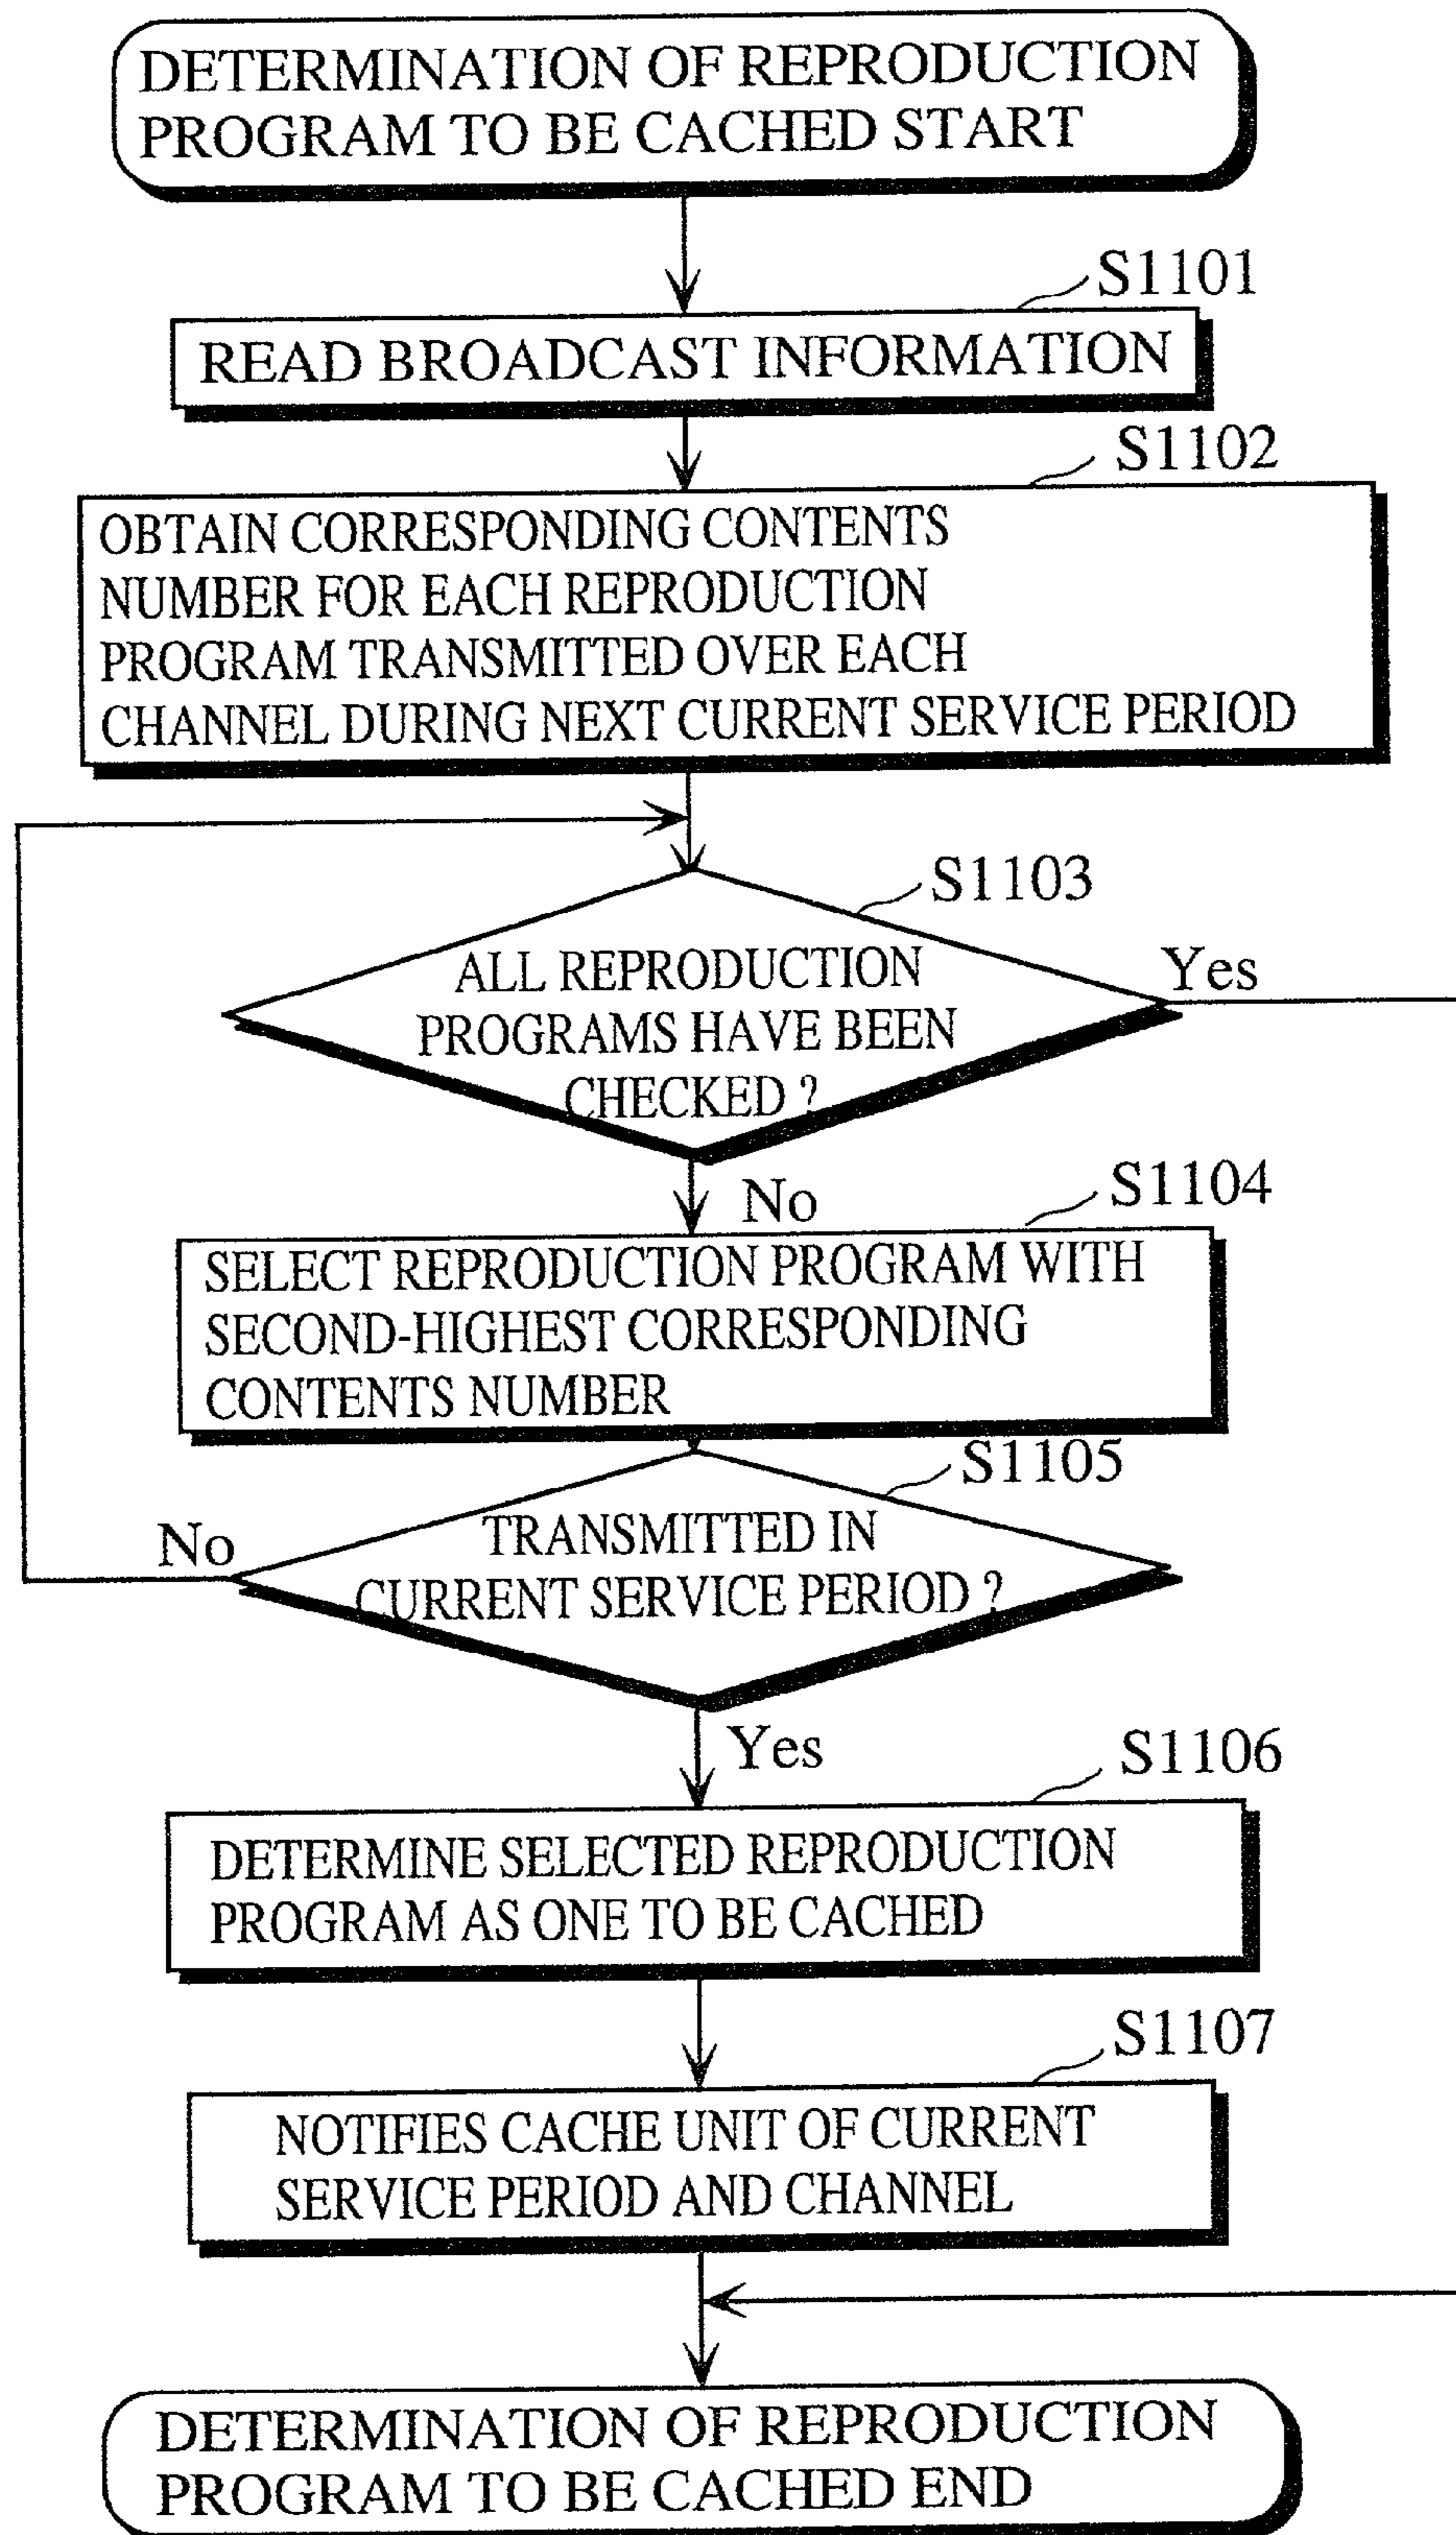 DETERMINATION OF REPRODUCTION
PROGRAM TO BE CACHED START
S1101
READ BROADCAST INFORMATION
S1102
OBTAIN CORRESPONDING CONTENTS
NUMBER FOR EACH REPRODUCTION
PROGRAM TRANSMITTED OVER EACH
CHANNEL DURING NEXT CURRENT SERVICE PERIOD
S1103
ALL REPRODUCTION
PROGRAMS HAVE BEEN
CHECKED ?
Yes
No
S1104
SELECT REPRODUCTION PROGRAM WITH
SECOND-HIGHEST CORRESPONDING
CONTENTS NUMBER
S1105
TRANSMITTED IN
CURRENT SERVICE PERIOD ?
No
Yes
S1106
DETERMINE SELECTED REPRODUCTION
PROGRAM AS ONE TO BE CACHED
S1107
NOTIFIES CACHE UNIT OF CURRENT
SERVICE PERIOD AND CHANNEL
DETERMINATION OF REPRODUCTION
PROGRAM TO BE CACHED END